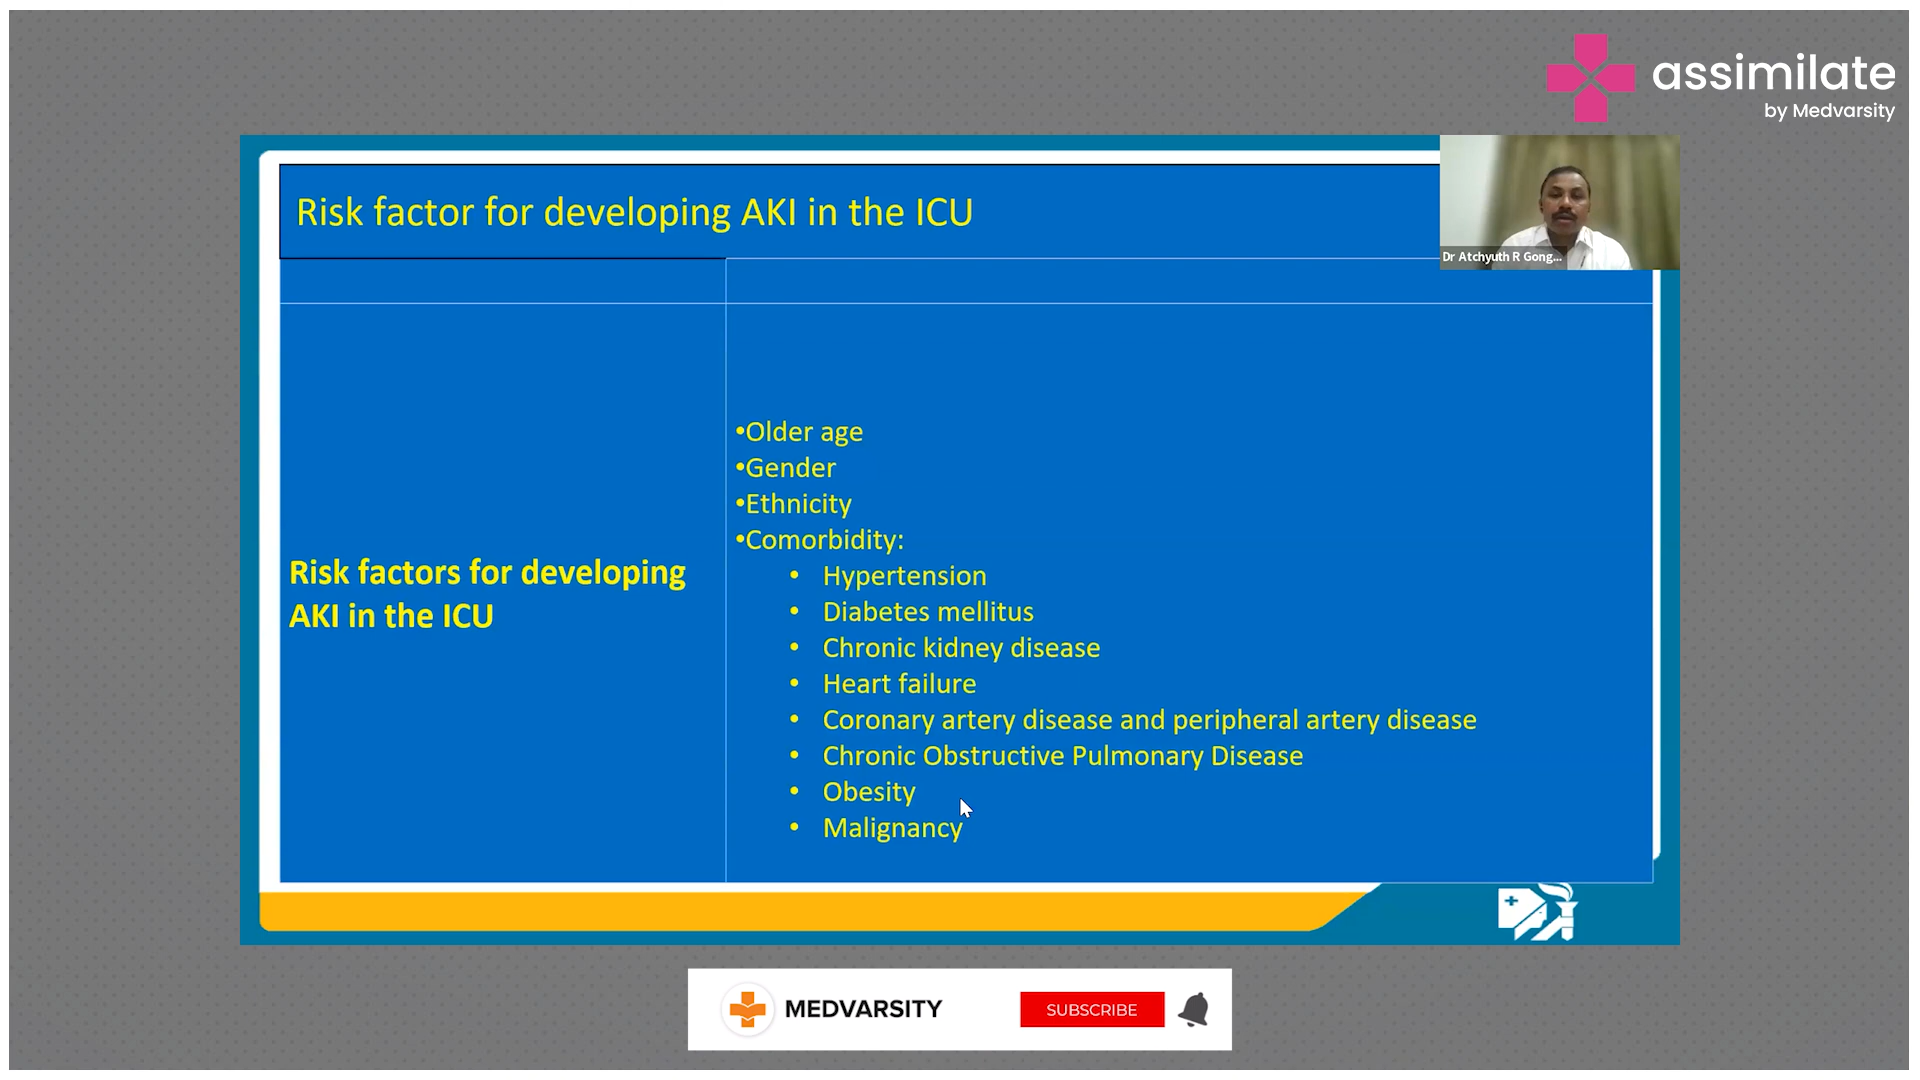 assimilate
by Medvarsity
Risk factor for developing AKI in the ICU
Dr Atchyuth R Gong...
Risk factors for developing
AKI in the ICU
•Older age
•Gender
•Ethnicity
•Comorbidity:
• Hypertension
• Diabetes mellitus
• Chronic kidney disease
• Heart failure
• Coronary artery disease and peripheral artery disease
• Chronic Obstructive Pulmonary Disease
• Obesity
• Malignancy
MEDVARSITY
SUBSCRIBE